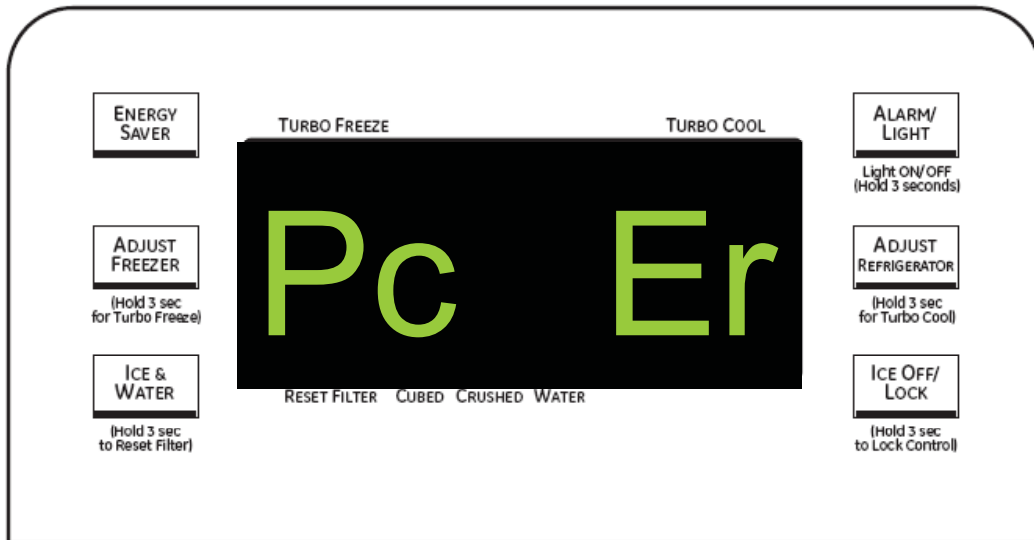 ENERGY
SAVER
TURBO FREEZE
TURBO COOL
ALARM/
LIGHT
Light ON/OFF
(Hold 3 seconds)
Pc Er
ADJUST
FREEZER
(Hold 3 sec
for Turbo Freeze)
ADJUST
REFRIGERATOR
(Hold 3 sec
for Turbo Cool)
ICE &
WATER
(Hold 3 sec
to Reset Filter)
RESET FILTER CUBED CRUSHED WATER
ICE OFF/
LOCK
(Hold 3 sec
to Lock Control)